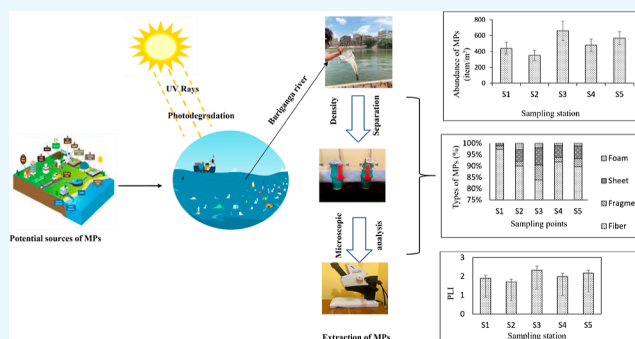 UV Rays
Photodegradation
Buriganga river
Potential sources of MPs
Density
Separation
Microscopic
analysis
Extraction of MPs
Abundance of MPs
(item/m³)
800
600
400
200
0
S1 S2 S3 S4 S5
Sampling station
Types of MPs (%)
100%
95%
90%
85%
80%
75%
S1 S2 S3 S4 S5
Sampling points
Foam
Sheet
Fragme
Fiber
PLI
3
2
1
0
S1 S2 S3 S4 S5
Sampling station